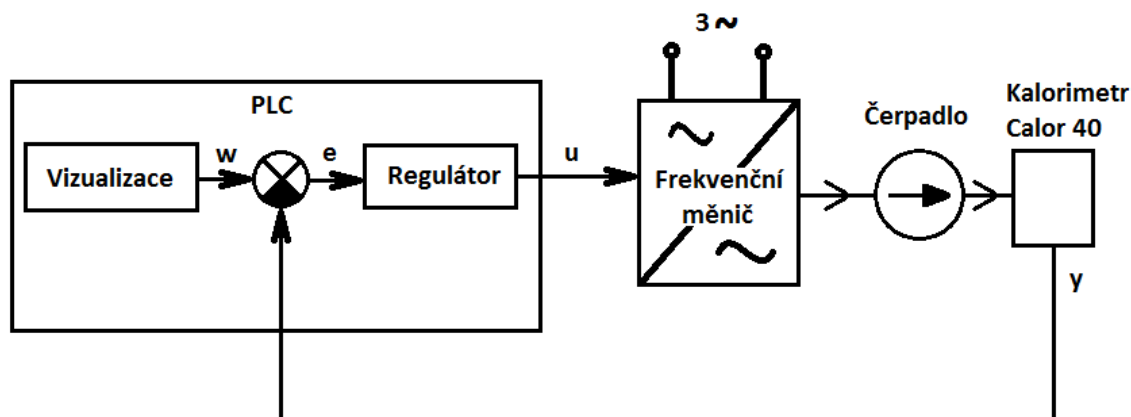 3 ~
PLC
Kalorimetr
Calor 40
Čerpadlo
Vizualizace
w
e
Regulátor
u
Frekvenční
měnič
y